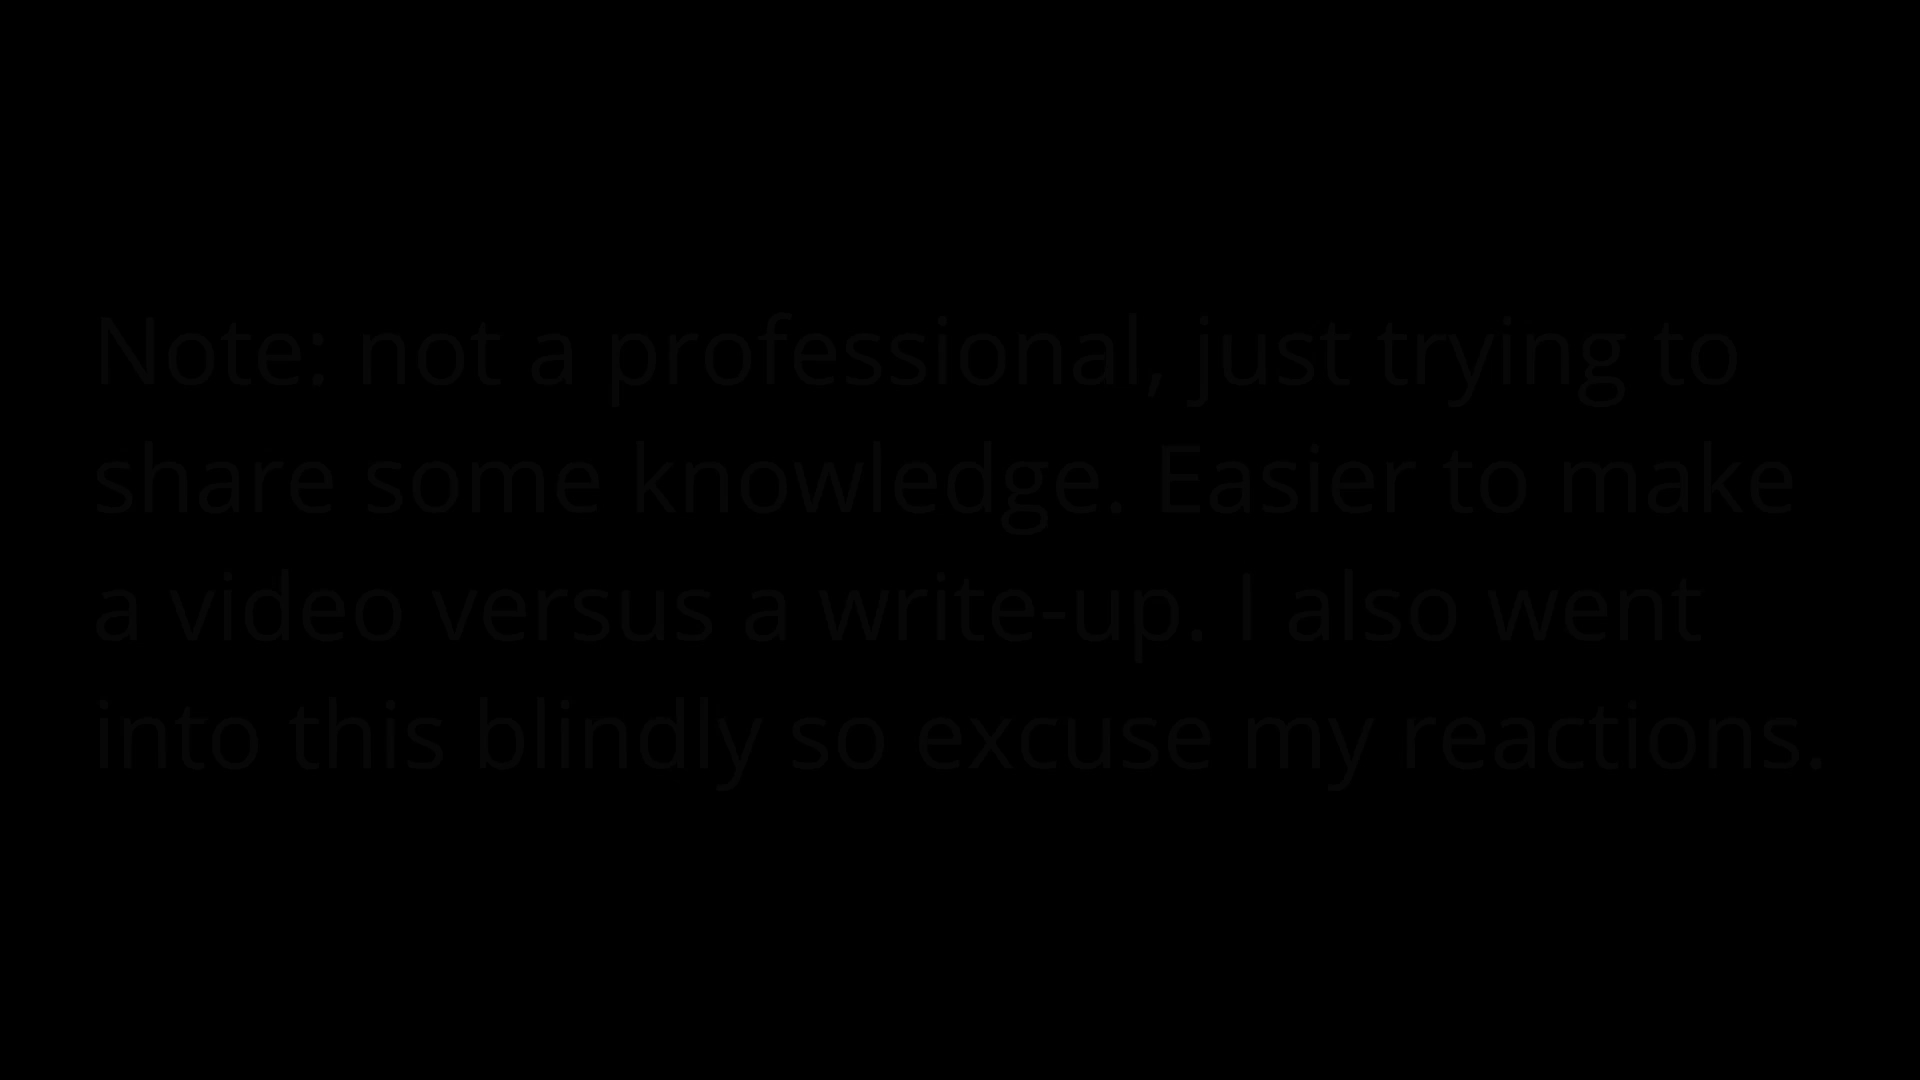 Note: not a professional, just trying to
share some knowledge. Easier to make
a video versus a write-up. I also went
into this blindly so excuse my reactions.